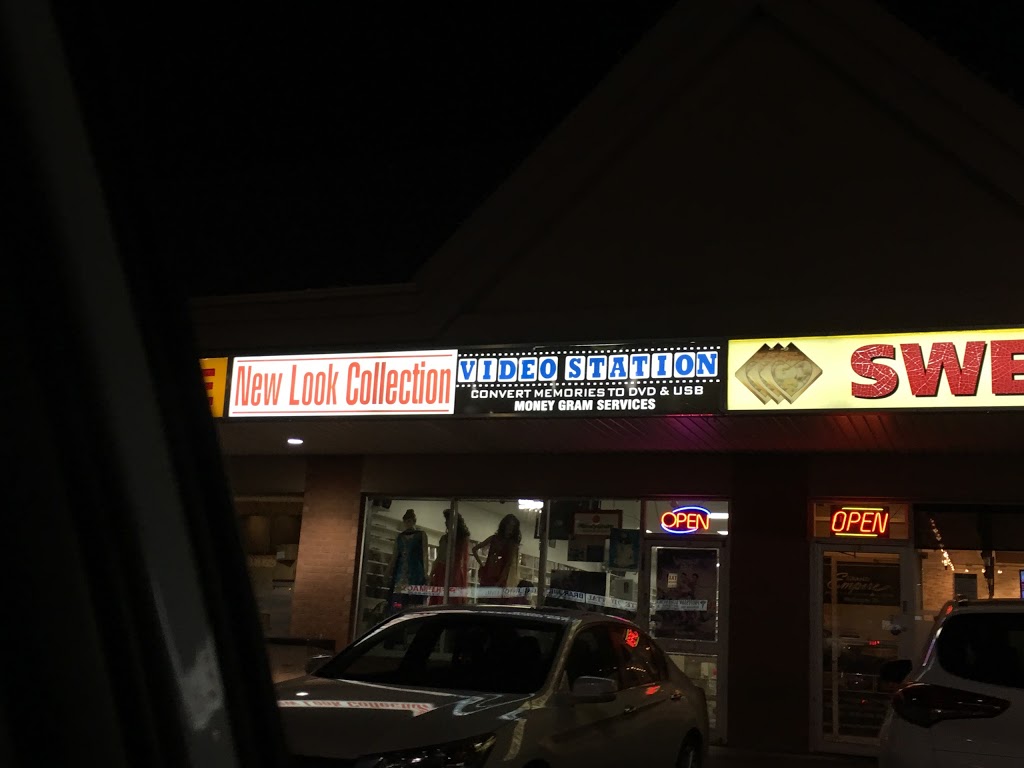 E
New Look Collection
VIDEO STATION
CONVERT MEMORIES TO DVD & USB
MONEY GRAM SERVICES
SWE
OPEN
OPEN